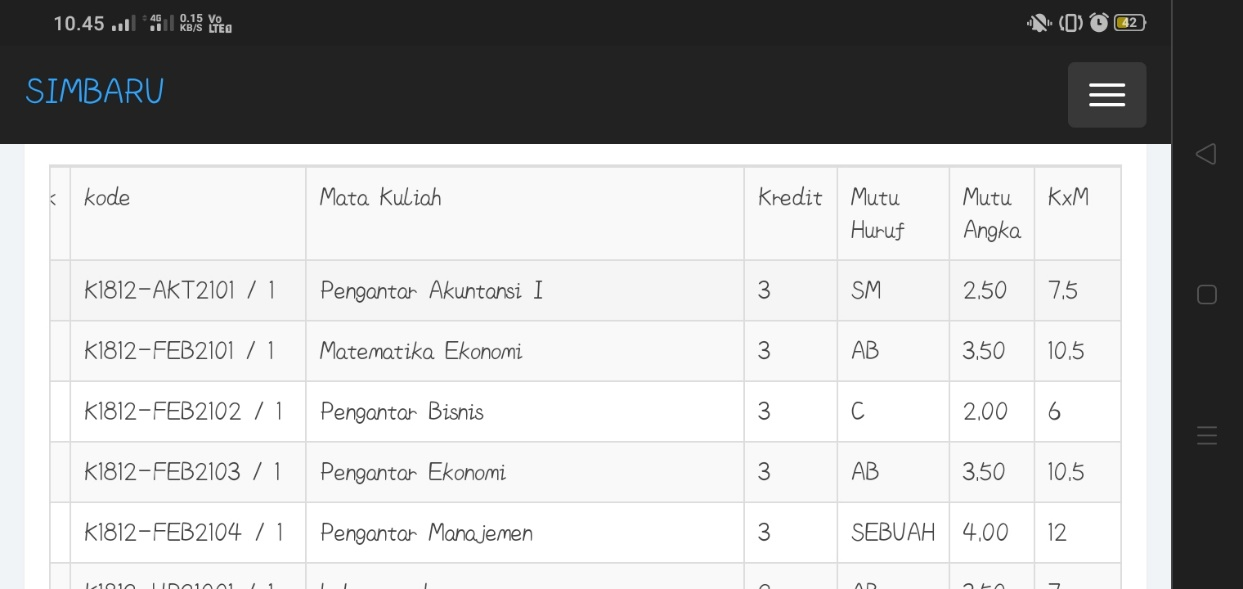 10.45 4G 0.15 KB/S Vo LTE 42
SIMBARU
kode Mata Kuliah Kredit Mutu Huruf Mutu Angka KxM
K1812-AKT2101 / 1 Pengantar Akuntansi I 3 SM 2,50 7,5
K1812-FEB2101 / 1 Matematika Ekonomi 3 AB 3,50 10,5
K1812-FEB2102 / 1 Pengantar Bisnis 3 C 2,00 6
K1812-FEB2103 / 1 Pengantar Ekonomi 3 AB 3,50 10,5
K1812-FEB2104 / 1 Pengantar Manajemen 3 SEBUAH 4,00 12